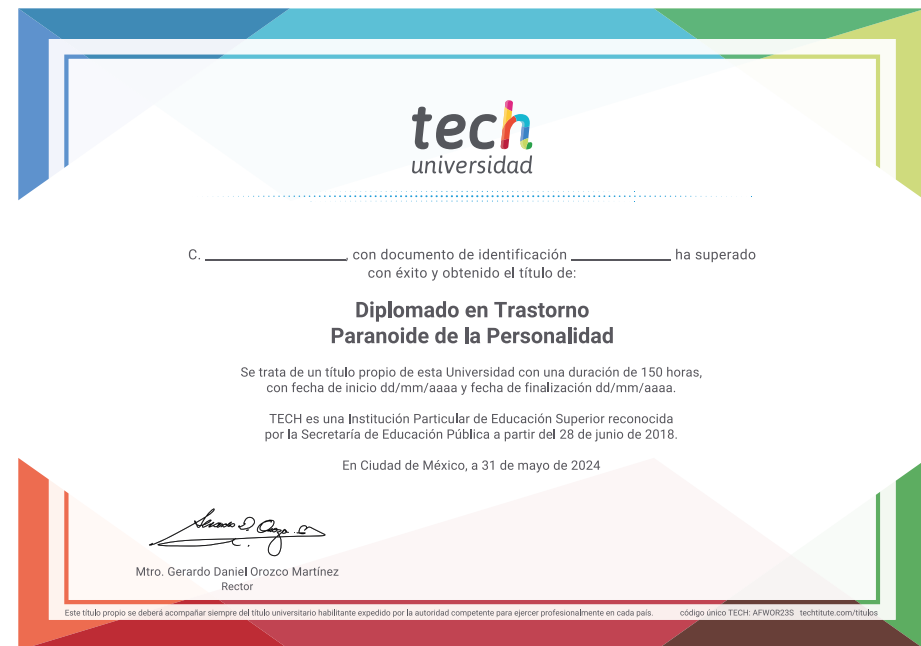 tech
universidad
C. ____________, con documento de identificación ____________ ha superado
con éxito y obtenido el título de:
Diplomado en Trastorno
Paranoide de la Personalidad
Se trata de un título propio de esta Universidad con una duración de 150 horas,
con fecha de inicio dd/mm/aaaa y fecha de finalización dd/mm/aaaa.
TECH es una Institución Particular de Educación Superior reconocida
por la Secretaría de Educación Pública a partir del 28 de junio de 2018.
En Ciudad de México, a 31 de mayo de 2024
Mtro. Gerardo Daniel Orozco Martínez
Rector
Este título propio se deberá acompañar siempre del título universitario habilitante expedido por la autoridad competente para ejercer profesionalmente en cada país. código único TECH: AFWOR23S techtitute.com/titulos